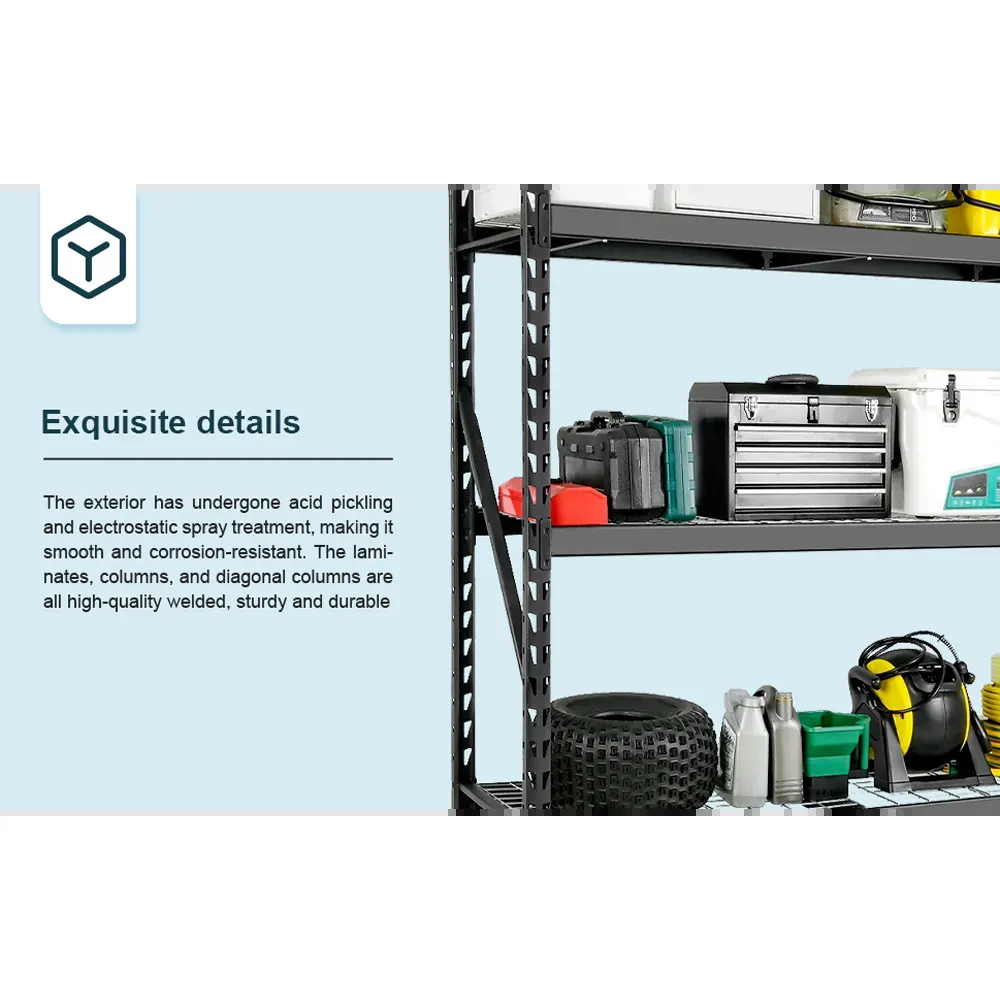 Exquisite details
The exterior has undergone acid pickling
and electrostatic spray treatment, making it
smooth and corrosion-resistant. The lami-
nates, columns, and diagonal columns are
all high-quality welded, sturdy and durable